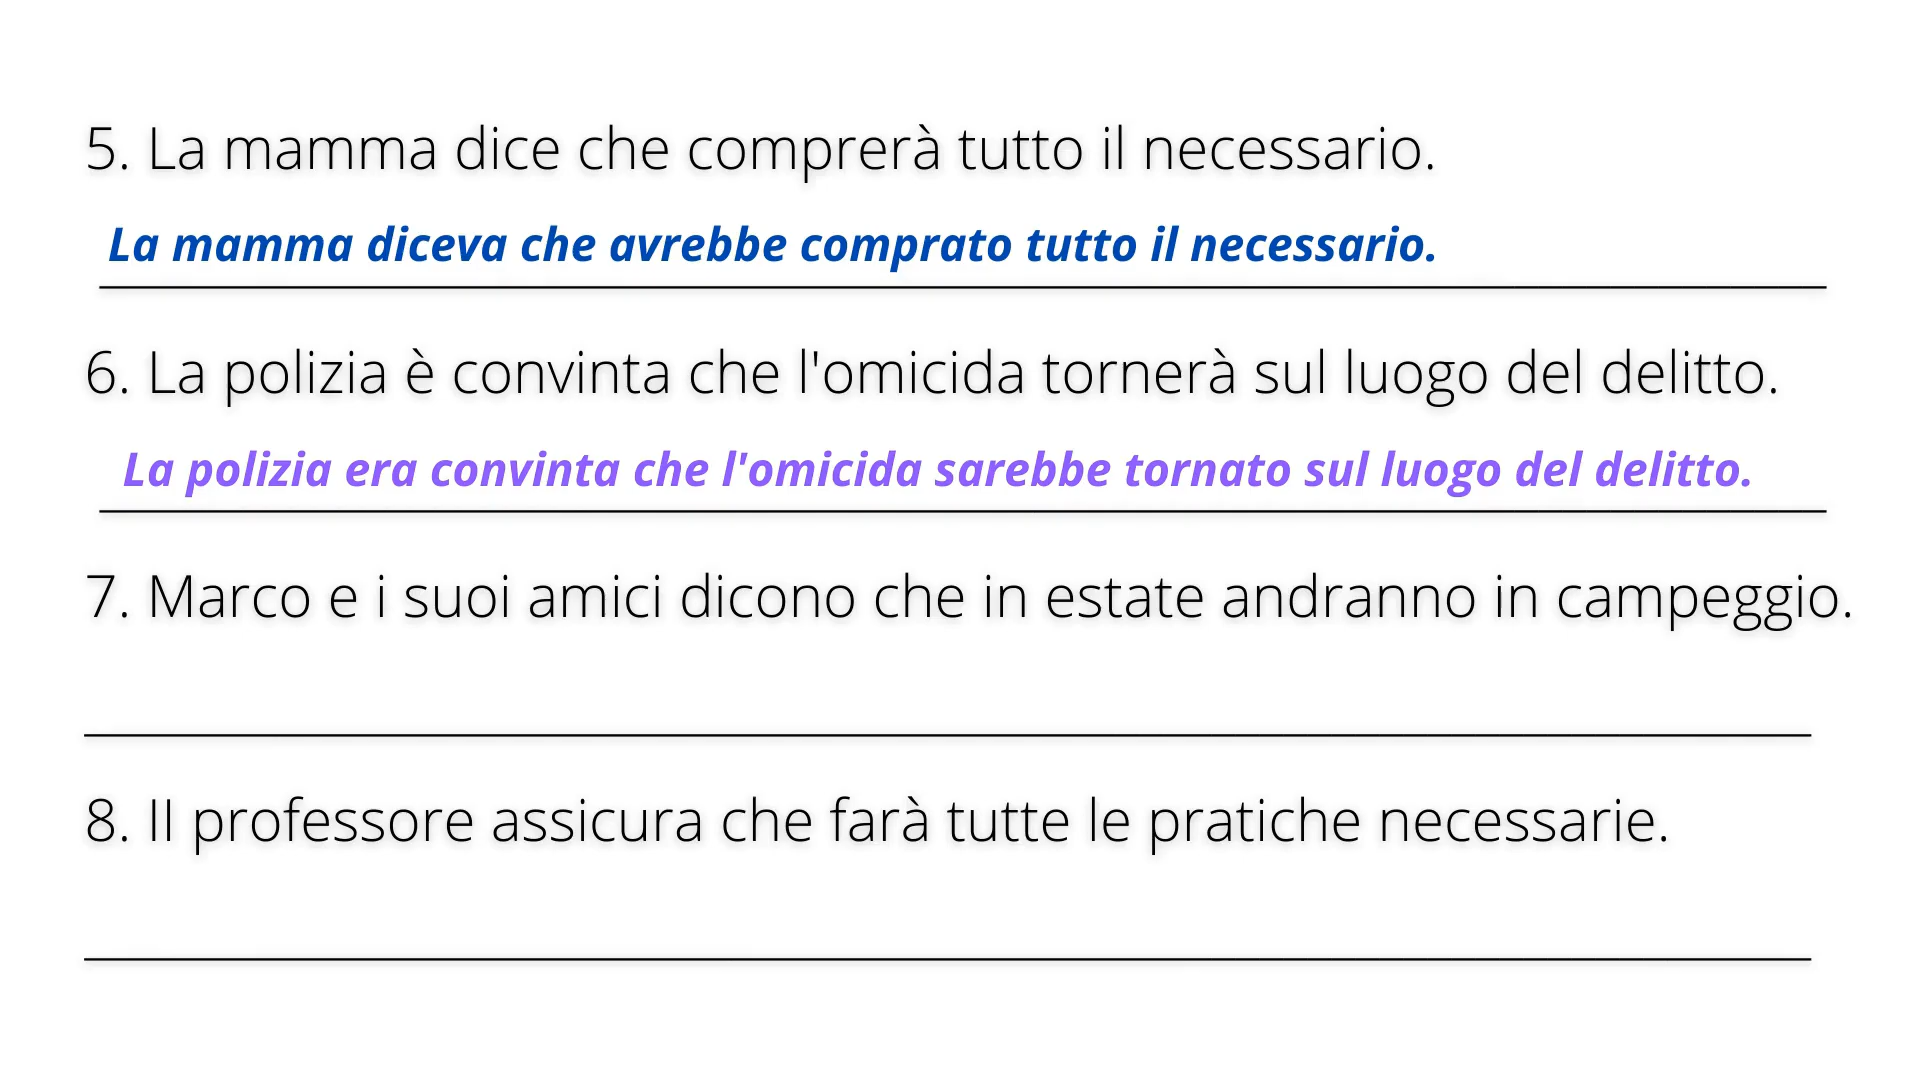 5. La mamma dice che comprerà tutto il necessario.
La mamma diceva che avrebbe comprato tutto il necessario.
6. La polizia è convinta che l'omicida tornerà sul luogo del delitto.
La polizia era convinta che l'omicida sarebbe tornato sul luogo del delitto.
7. Marco e i suoi amici dicono che in estate andranno in campeggio.
8. Il professore assicura che farà tutte le pratiche necessarie.